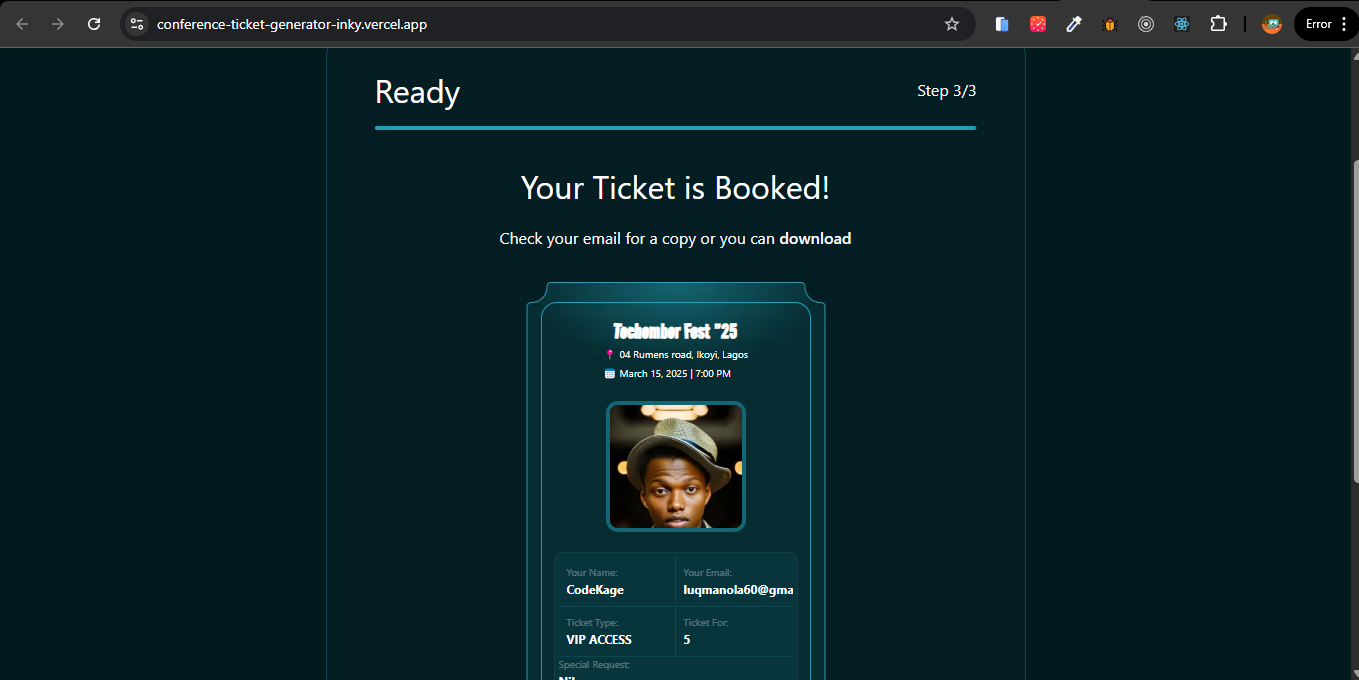 conference-ticket-generator-inky.vercel.app
Error
Ready
Step 3/3
Your Ticket is Booked!
Check your email for a copy or you can download
Techember Fest "25
04 Rumens road, Ikoyi, Lagos
March 15, 2025 | 7:00 PM
Your Name:
Your Email:
CodeKage
luqmanola60@gma
Ticket Type:
Ticket For:
VIP ACCESS
5
Special Request: